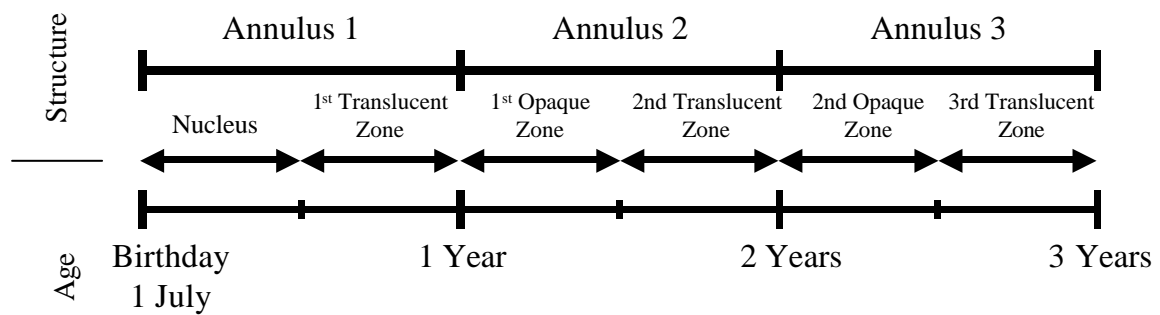 Structure
Annulus 1
Annulus 2
Annulus 3
Nucleus
1st Translucent
Zone
1st Opaque
Zone
2nd Translucent
Zone
2nd Opaque
Zone
3rd Translucent
Zone
Age
Birthday
1 July
1 Year
2 Years
3 Years